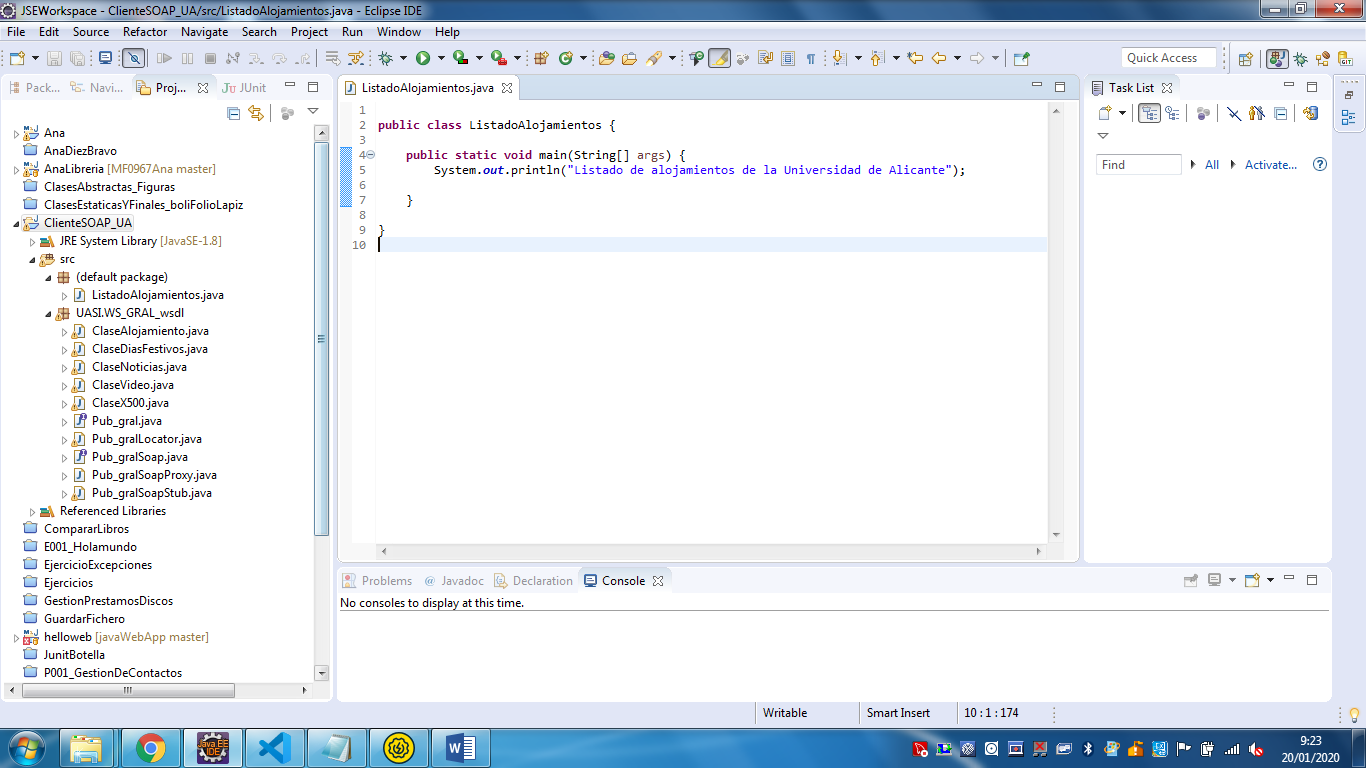 JSEWorkspace - ClienteSOAP_UA/src/ListadoAlojamientos.java - Eclipse IDE
File Edit Source Refactor Navigate Search Project Run Window Help
Quick Access
Pack... Navi... Proj... JUnit
Ana
AnaDiezBravo
AnaLibreria [MF0967Ana master]
ClasesAbstractas_Figuras
ClasesEstaticasYFinales_boliFolioLapiz
ClienteSOAP_UA
JRE System Library [JavaSE-1.8]
src
(default package)
ListadoAlojamientos.java
UASI.WS_GRAL_wsdl
ClaseAlojamiento.java
ClaseDiasFestivos.java
ClaseNoticias.java
ClaseVideo.java
ClaseX500.java
Pub_gral.java
Pub_gralLocator.java
Pub_gralSoap.java
Pub_gralSoapProxy.java
Pub_gralSoapStub.java
Referenced Libraries
CompararLibros
E001_Holamundo
EjercicioExcepciones
Ejercicios
GestionPrestamosDiscos
GuardarFichero
helloweb [javaWebApp master]
JunitBotella
P001_GestionDeContactos
ListadoAlojamientos.java
1
2 public class ListadoAlojamientos {
3
4 public static void main(String[] args) {
5 System.out.println("Listado de alojamientos de la Universidad de Alicante");
6
7 }
8
9 }
10
Task List
Find All Activate...
Problems Javadoc Declaration Console
No consoles to display at this time.
Writable Smart Insert 10 : 1 : 174
Java EE
IDE
9:23
20/01/2020